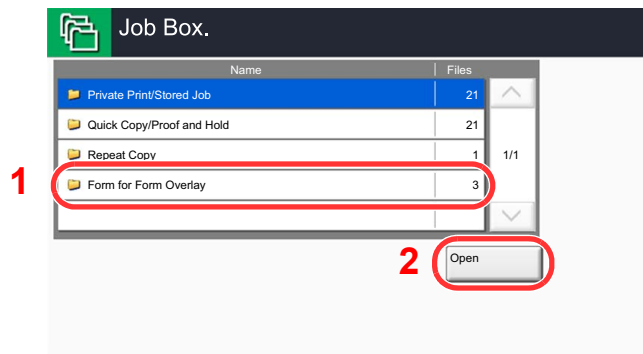 Job Box.
Name Files
Private Print/Stored Job 21
Quick Copy/Proof and Hold 21
Repeat Copy 1 1/1
1 Form for Form Overlay 3
2 Open